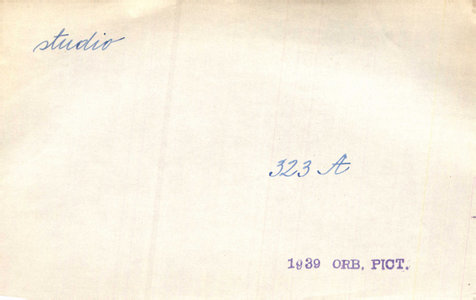 studio
323 A
1939 ORB. PICT.